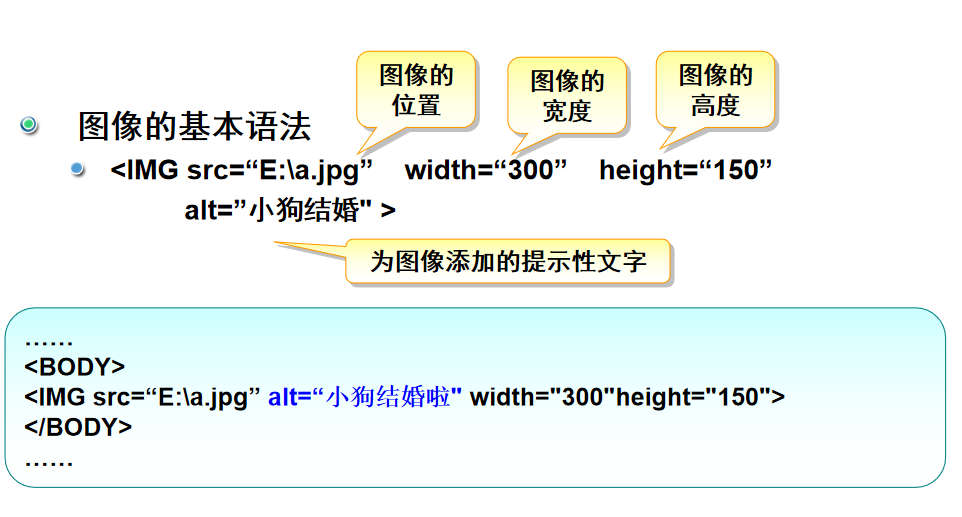 图像的
位置
图像的
宽度
图像的
高度
图像的基本语法
<IMG src=“E:\a.jpg” width=“300” height=“150”
alt=”小狗结婚" >
为图像添加的提示性文字
……
<BODY>
<IMG src=“E:\a.jpg” alt=“小狗结婚啦" width="300"height="150">
</BODY>
……